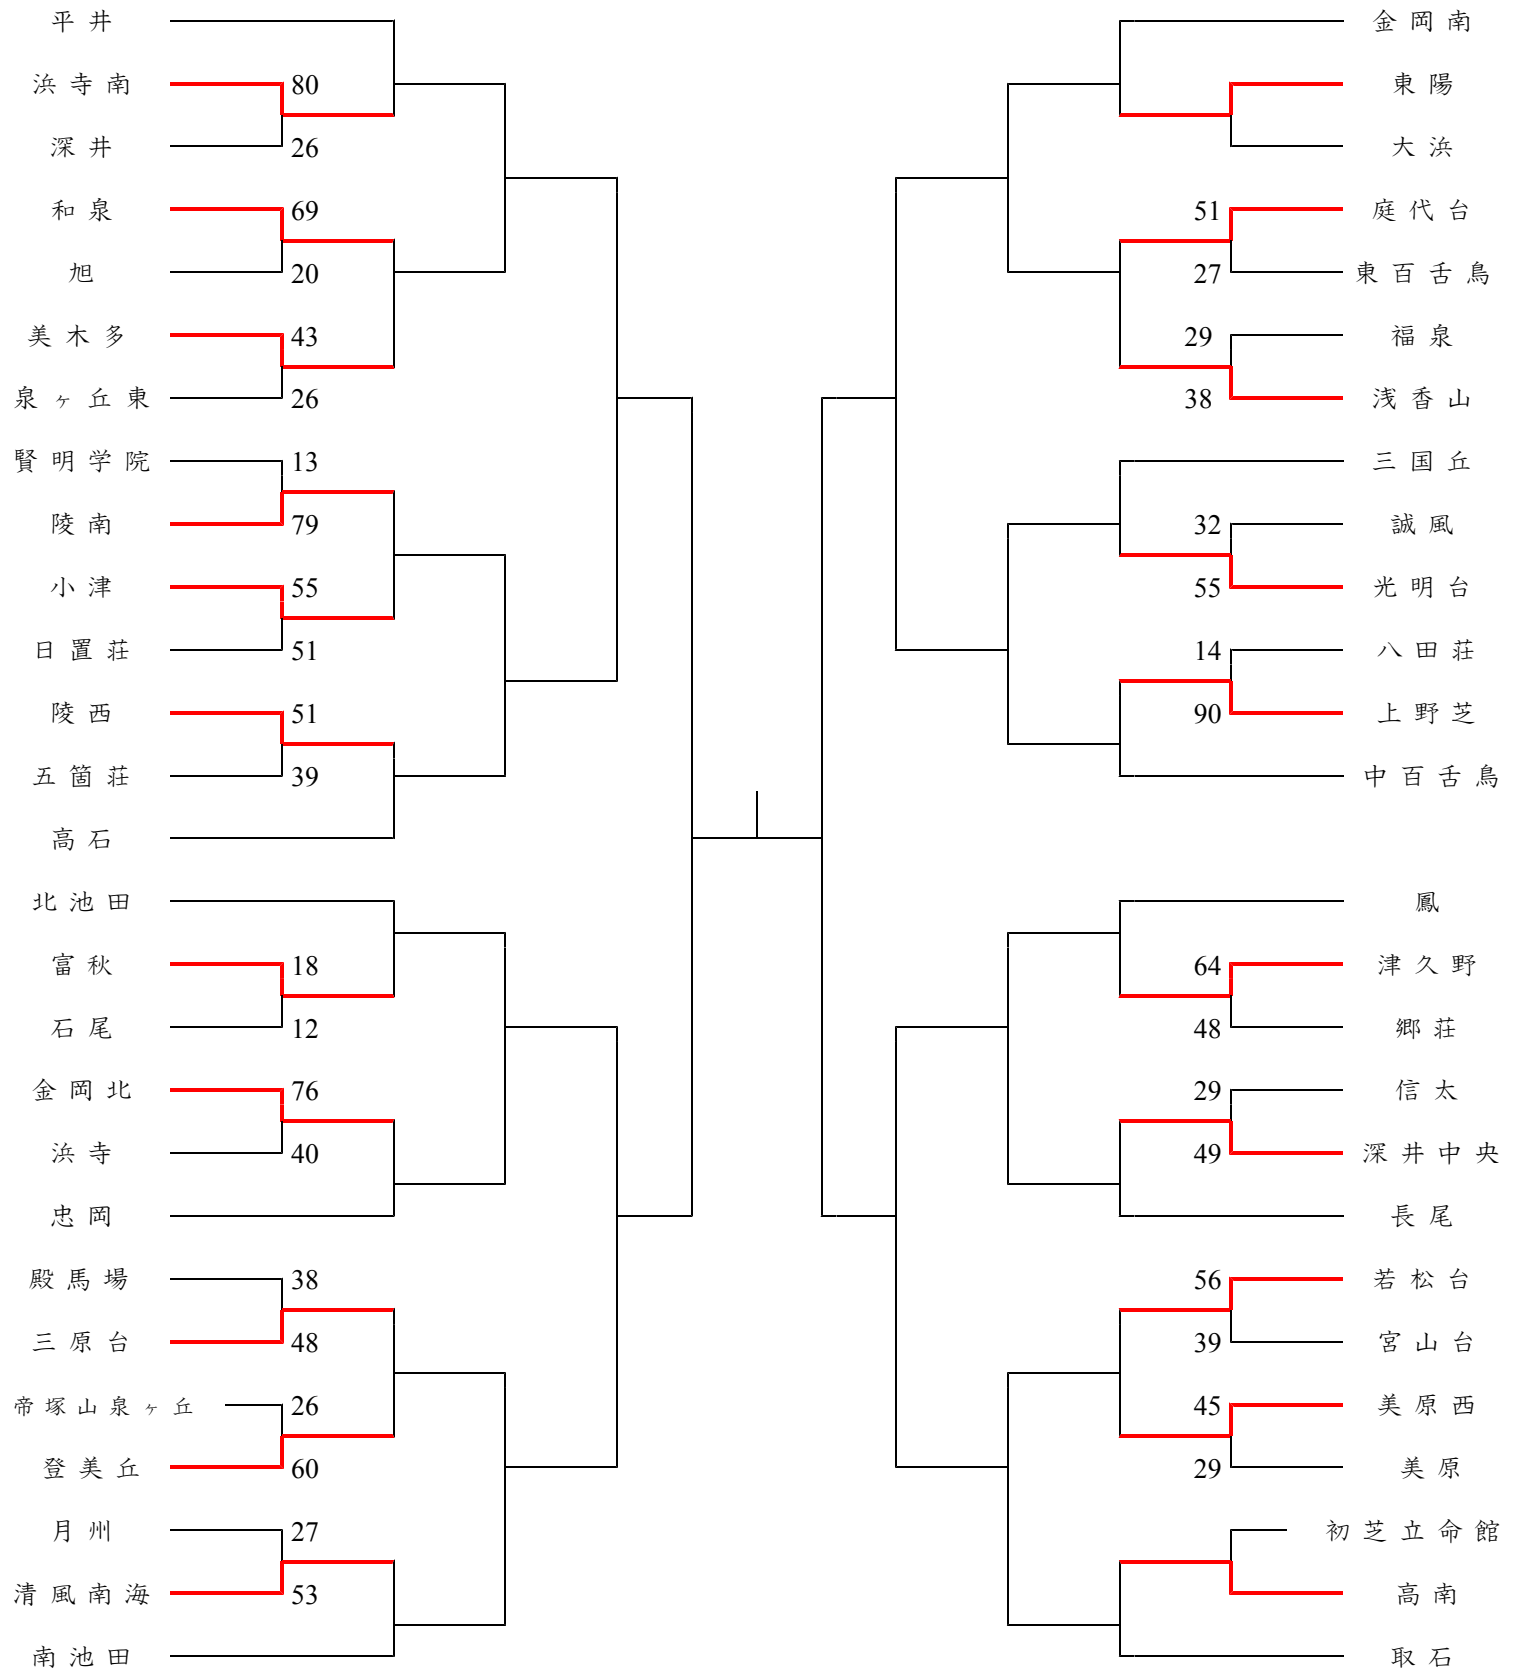 平井
浜寺南 80
深井 26
和泉 69
旭 20
美木多 43
泉ヶ丘東 26
賢明学院 13
陵南 79
小津 55
日置荘 51
陵西 51
五箇荘 39
高石
北池田
富秋 18
石尾 12
金岡北 76
浜寺 40
忠岡
殿馬場 38
三原台 48
帝塚山泉ヶ丘 26
登美丘 60
月州 27
清風南海 53
南池田
金岡南
東陽
大浜
51 庭代台
27 東百舌鳥
29 福泉
38 浅香山
三国丘
32 誠風
55 光明台
14 八田荘
90 上野芝
中百舌鳥
鳳
64 津久野
48 郷荘
29 信太
49 深井中央
長尾
56 若松台
39 宮山台
45 美原西
29 美原
初芝立命館
高南
取石